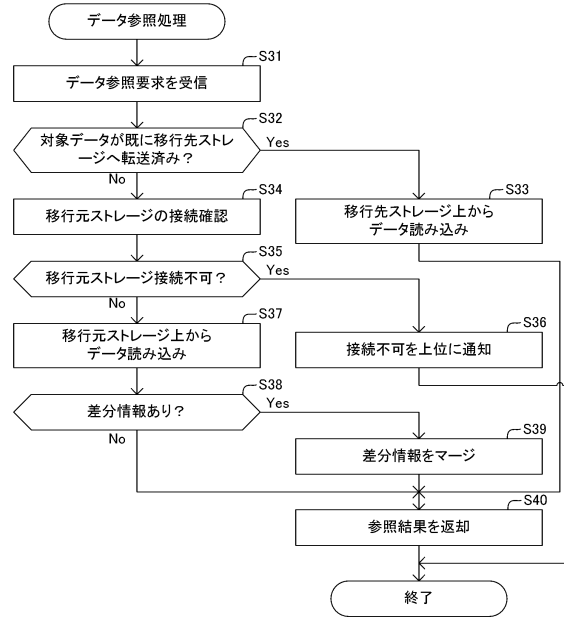 データ参照処理
S31
データ参照要求を受信
S32
対象データが既に移行先ストレ
ージへ転送済み？
Yes
No
S34
移行元ストレージの接続確認
S33
移行先ストレージ上から
データ読み込み
S35
移行元ストレージ接続不可？
Yes
No
S37
移行元ストレージ上から
データ読み込み
S36
接続不可を上位に通知
S38
差分情報あり？
Yes
No
S39
差分情報をマージ
S40
参照結果を返却
終了